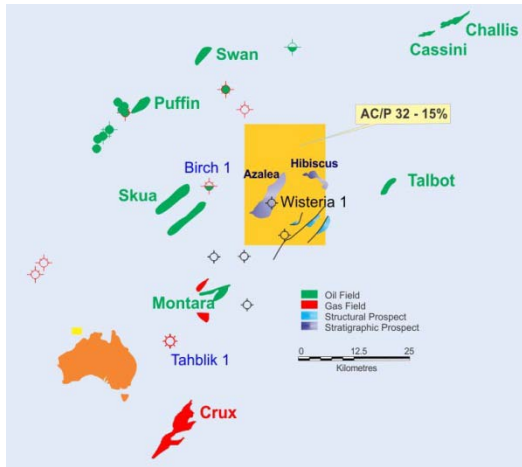 Challis
Cassini
Swan
Puffin
AC/P 32 - 15%
Birch 1
Azalea
Hibiscus
Talbot
Skua
Wisteria 1
Montara
Oil Field
Gas Field
Structural Prospect
Stratigraphic Prospect
0 12.5 25
Kilometres
Tahblik 1
Crux